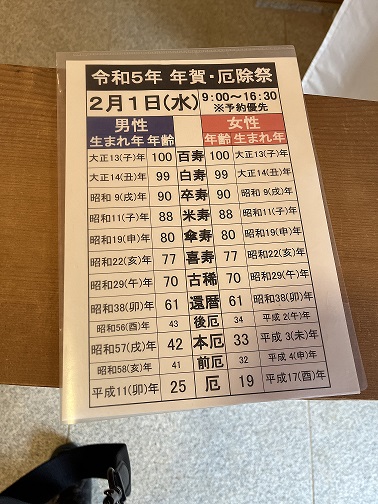 令和5年 年賀・厄除祭
2月1日(水) 9:00～16:30
※予約優先
男性 女性
生まれ年 年齢 年齢 生まれ年
大正13(子)年 100 百寿 100 大正13(子)年
大正14(丑)年 99 白寿 99 大正14(丑)年
昭和 9(戌)年 90 卒寿 90 昭和 9(戌)年
昭和11(子)年 88 米寿 88 昭和11(子)年
昭和19(申)年 80 傘寿 80 昭和19(申)年
昭和22(亥)年 77 喜寿 77 昭和22(亥)年
昭和29(午)年 70 古稀 70 昭和29(午)年
昭和38(卯)年 61 還暦 61 昭和38(卯)年
昭和56(酉)年 43 後厄 34 平成 2(午)年
昭和57(戌)年 42 本厄 33 平成 3(未)年
昭和58(亥)年 41 前厄 32 平成 4(申)年
平成11(卯)年 25 厄 19 平成17(酉)年